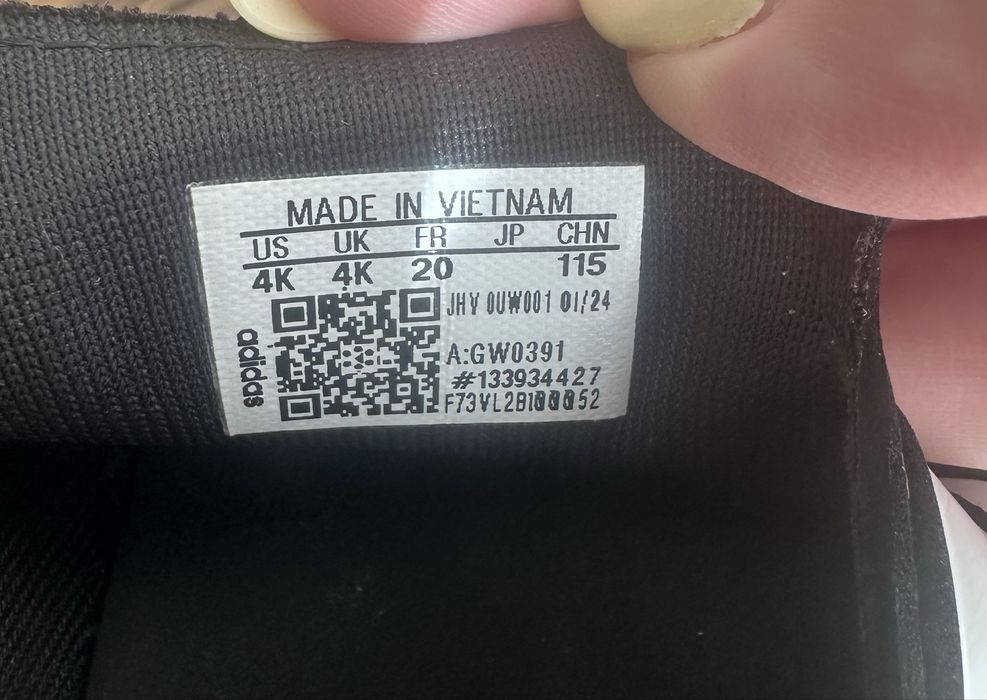 MADE IN VIETNAM
US UK FR JP CHN
4K 4K 20 115
JHV 0UW001 01/24
A:GW0391
#133934427
adidas